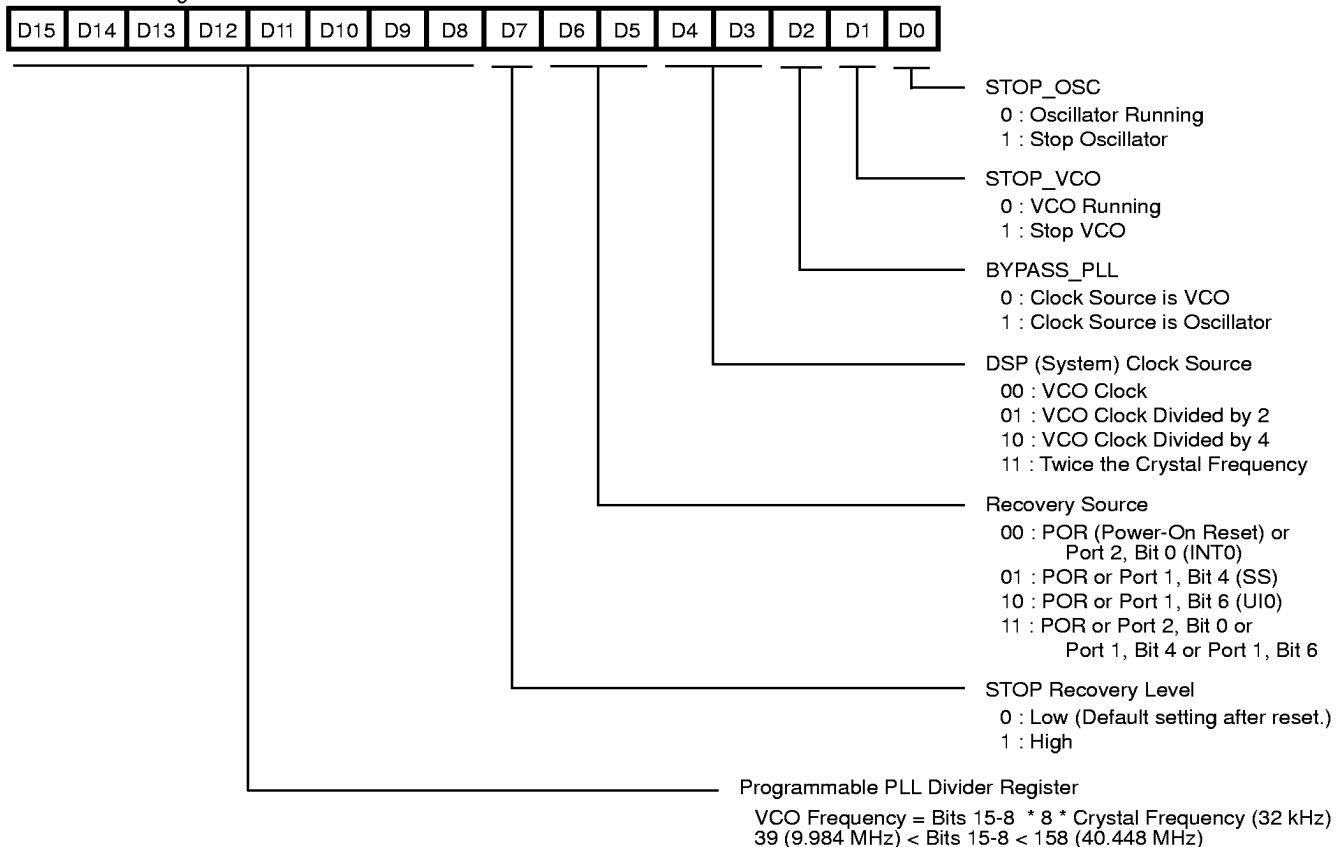 D15 D14 D13 D12 D11 D10 D9 D8 D7 D6 D5 D4 D3 D2 D1 D0
STOP_OSC
0 : Oscillator Running
1 : Stop Oscillator
STOP_VCO
0 : VCO Running
1 : Stop VCO
BYPASS_PLL
0 : Clock Source is VCO
1 : Clock Source is Oscillator
DSP (System) Clock Source
00 : VCO Clock
01 : VCO Clock Divided by 2
10 : VCO Clock Divided by 4
11 : Twice the Crystal Frequency
Recovery Source
00 : POR (Power-On Reset) or
Port 2, Bit 0 (INT0)
01 : POR or Port 1, Bit 4 (SS)
10 : POR or Port 1, Bit 6 (UI0)
11 : POR or Port 2, Bit 0 or
Port 1, Bit 4 or Port 1, Bit 6
STOP Recovery Level
0 : Low (Default setting after reset.)
1 : High
Programmable PLL Divider Register
VCO Frequency = Bits 15-8 * 8 * Crystal Frequency (32 kHz)
39 (9.984 MHz) < Bits 15-8 < 158 (40.448 MHz)